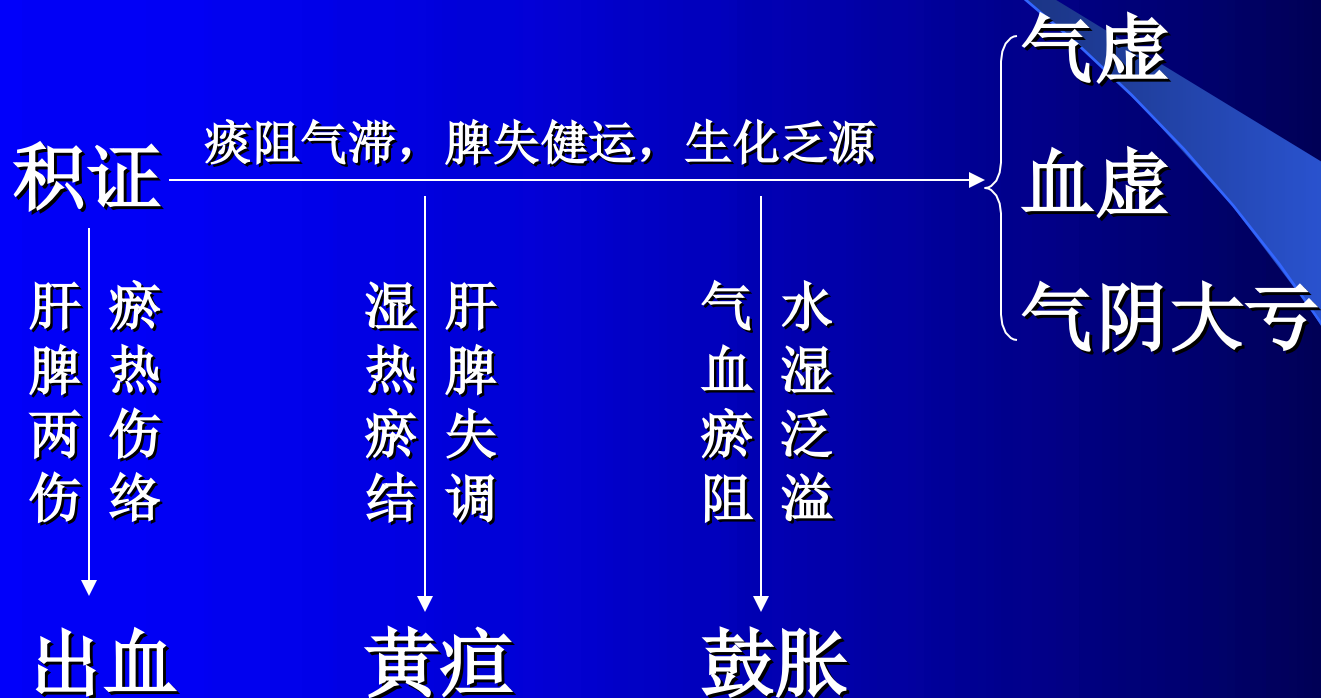 气虚
痰阻气滞，脾失健运，生化乏源
积证
血虚
气阴大亏
肝脾两伤
瘀热伤络
湿热瘀结
肝脾失调
气血瘀阻
水湿泛溢
出血
黄疸
鼓胀